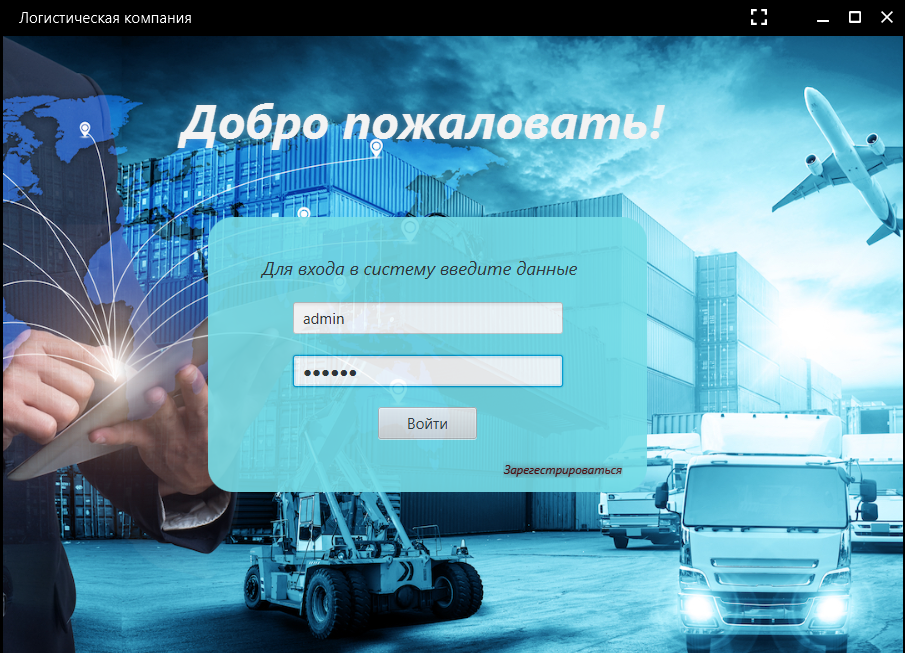 Логистическая компания
Добро пожаловать!
Для входа в систему введите данные
admin
••••••
Войти
Зарегестрироваться